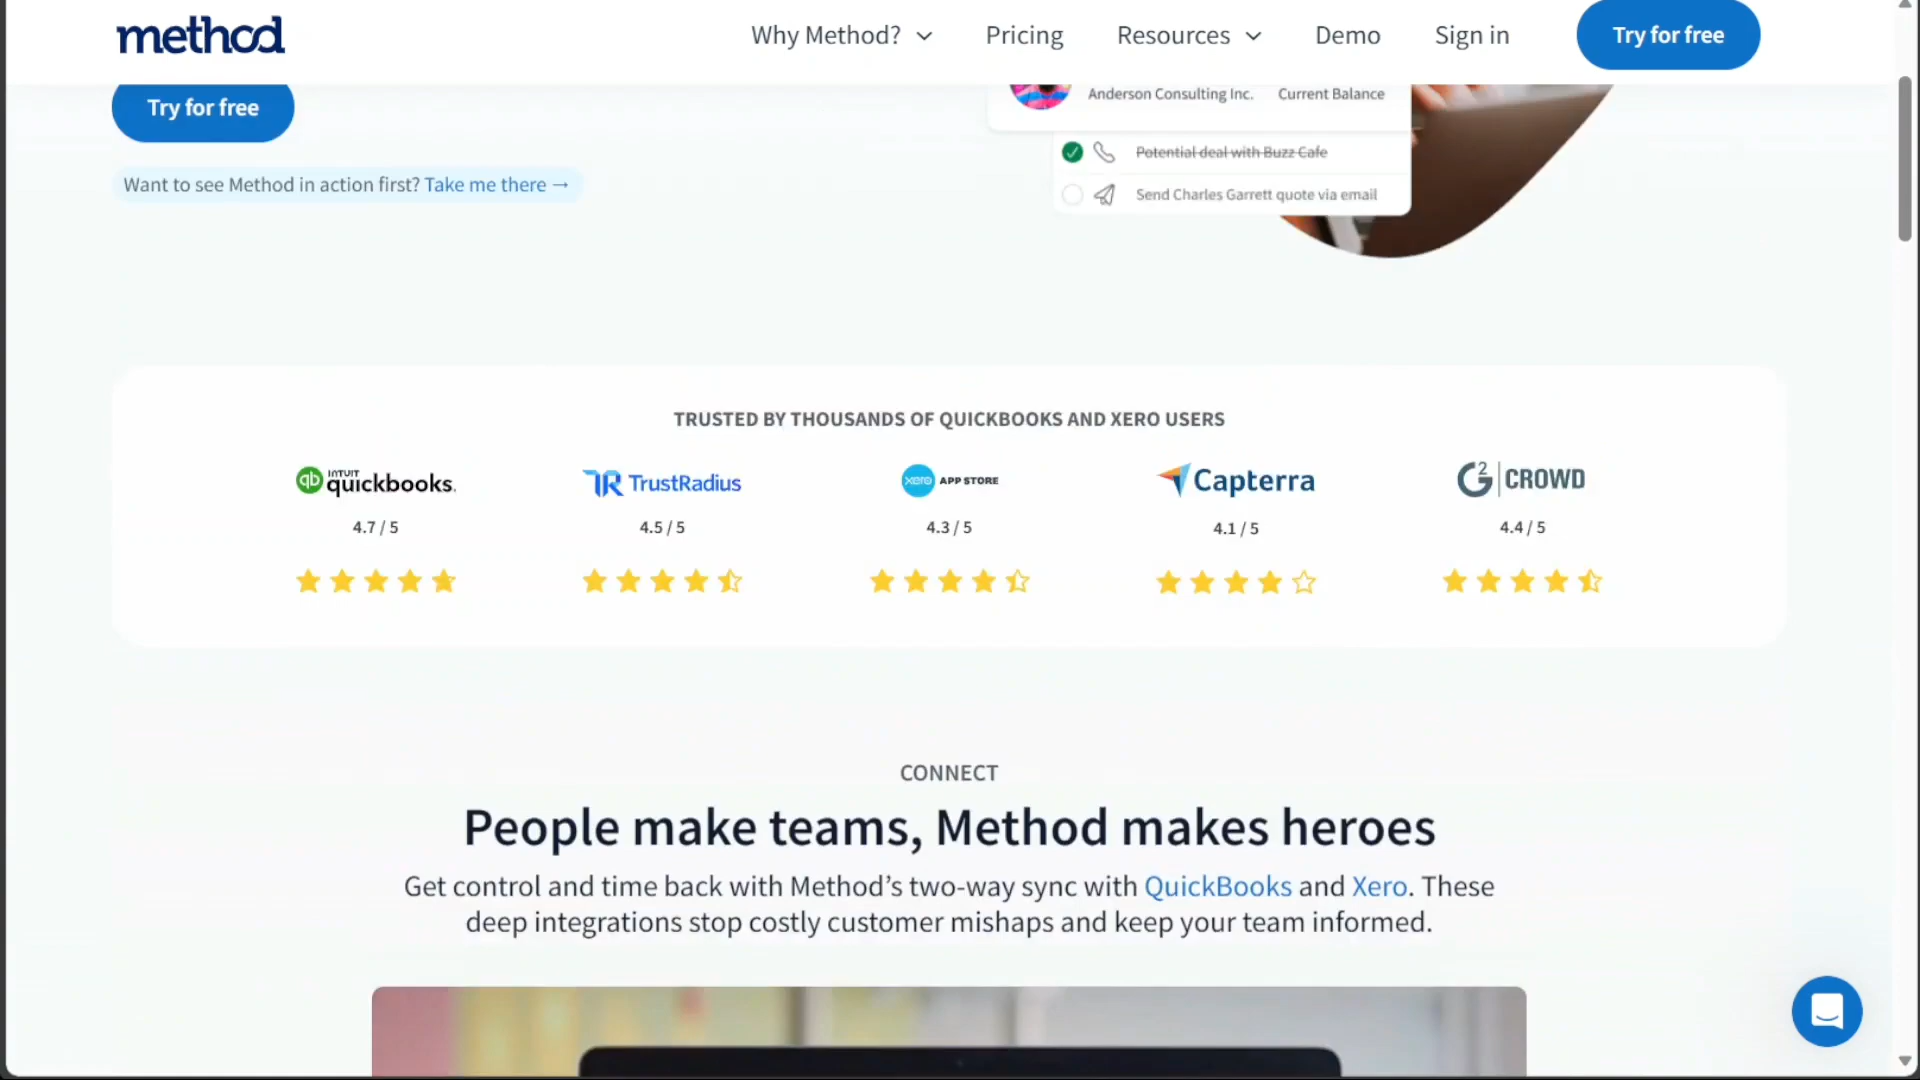 method
Why Method?
Pricing
Resources
Demo
Sign in
Try for free
Try for free
Want to see Method in action first? Take me there →
Anderson Consulting Inc. Current Balance
Potential deal with Buzz Cafe
Send Charles Garrett quote via email
TRUSTED BY THOUSANDS OF QUICKBOOKS AND XERO USERS
qb INTUIT quickbooks.
TR TrustRadius
xero APP STORE
Capterra
G2 CROWD
4.7 / 5
4.5 / 5
4.3 / 5
4.1 / 5
4.4 / 5
CONNECT
People make teams, Method makes heroes
Get control and time back with Method’s two-way sync with QuickBooks and Xero. These
deep integrations stop costly customer mishaps and keep your team informed.